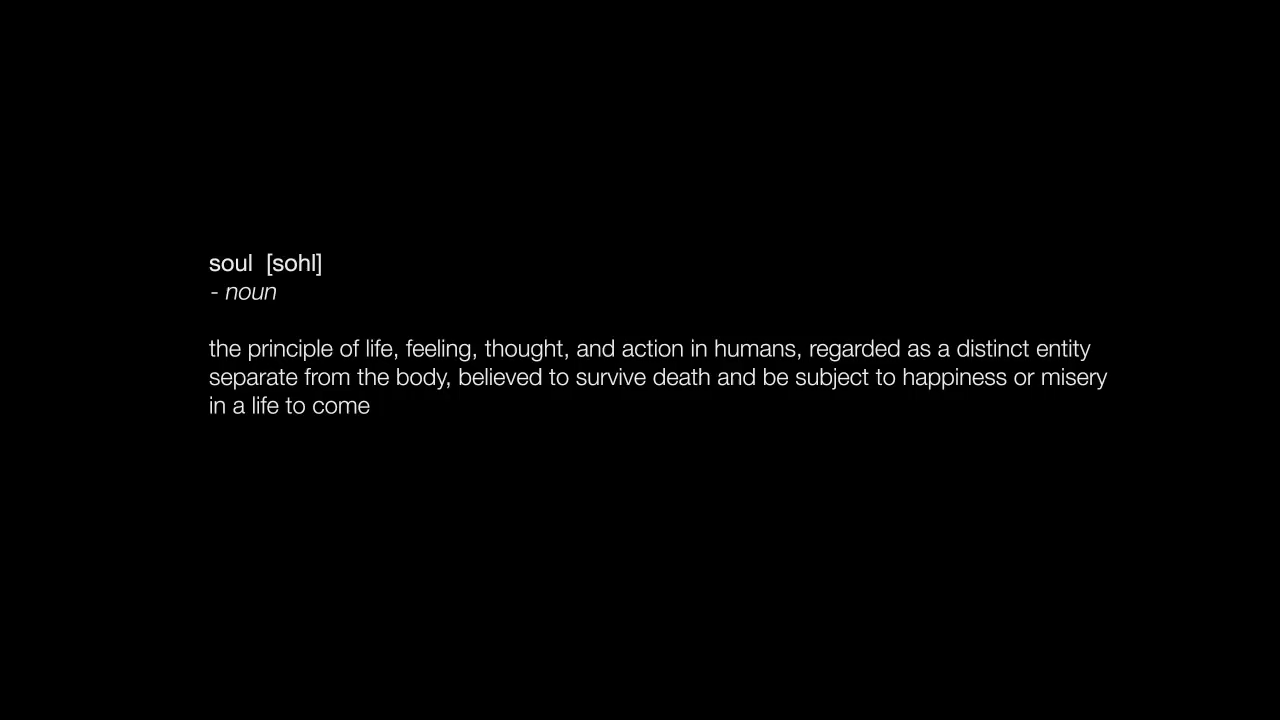 soul [sohl]
- noun
the principle of life, feeling, thought, and action in humans, regarded as a distinct entity
separate from the body, believed to survive death and be subject to happiness or misery
in a life to come